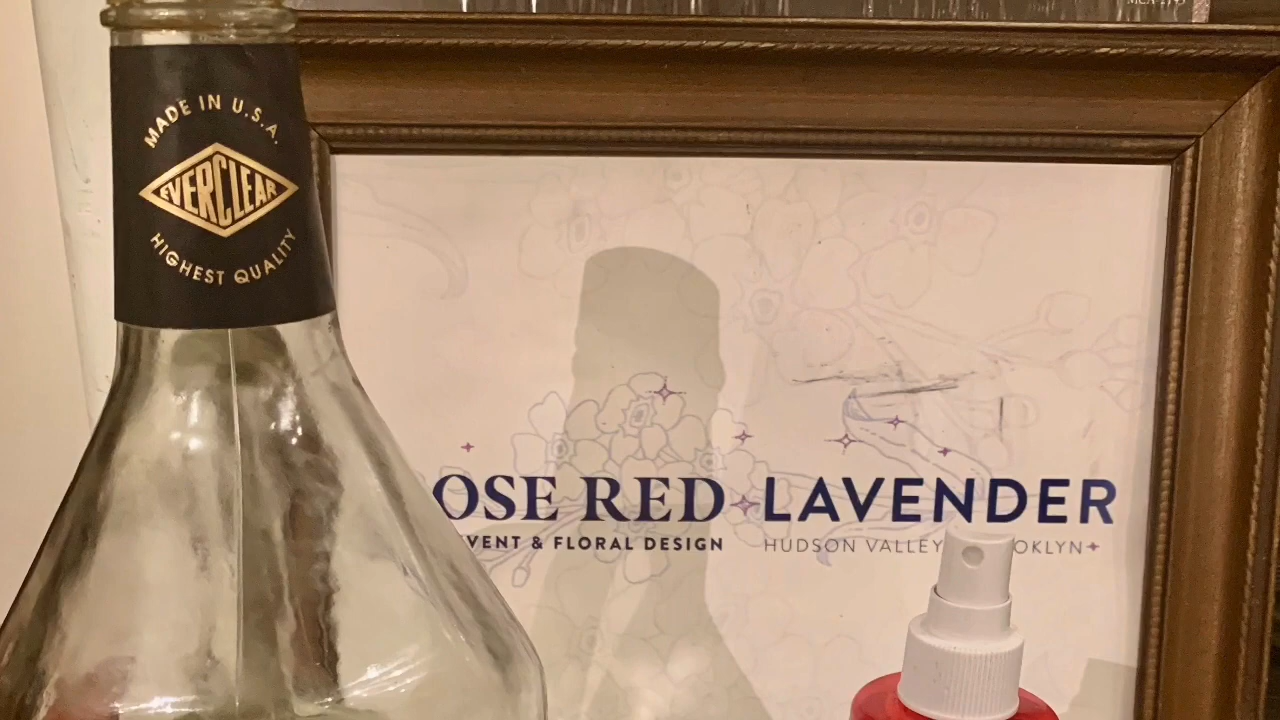 MADE IN U.S.A.
EVERCLEAR
HIGHEST QUALITY
OSE RED LAVENDER
VENT & FLORAL DESIGN HUDSON VALLEY OKLYN